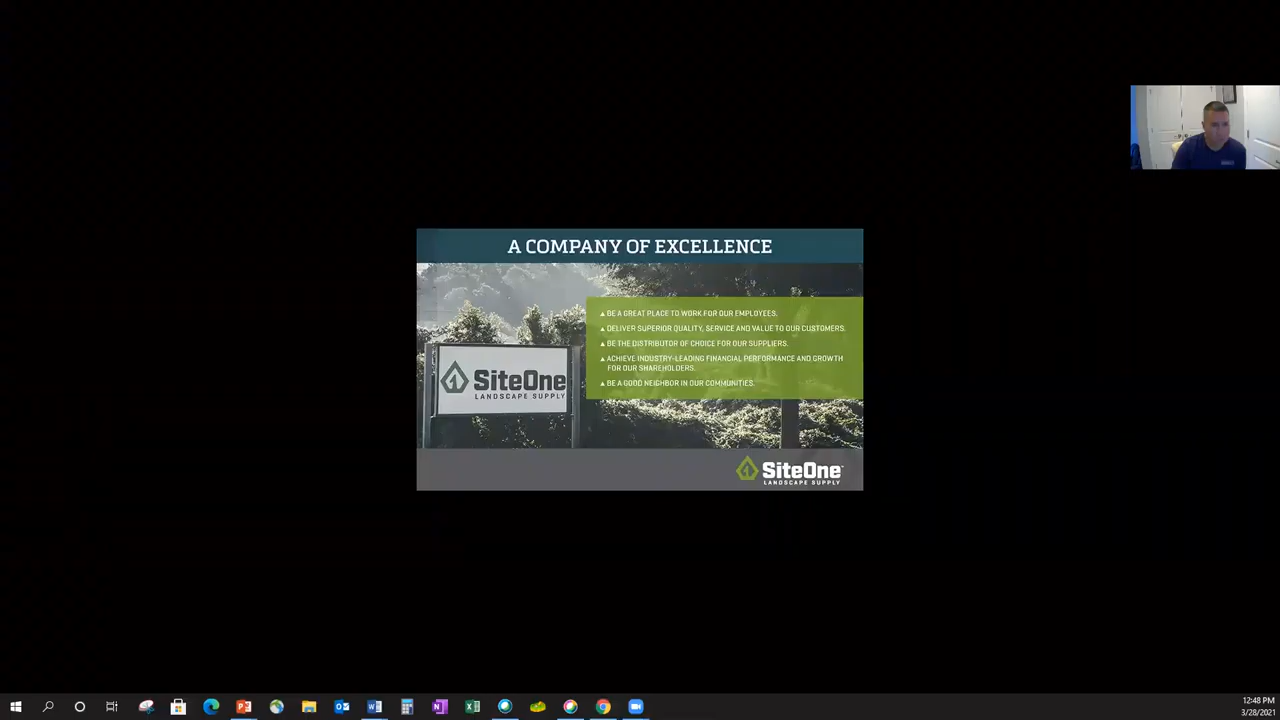 A COMPANY OF EXCELLENCE
▲ BE A GREAT PLACE TO WORK FOR OUR EMPLOYEES.
▲ DELIVER SUPERIOR QUALITY, SERVICE AND VALUE TO OUR CUSTOMERS.
▲ BE THE DISTRIBUTOR OF CHOICE FOR OUR SUPPLIERS.
▲ ACHIEVE INDUSTRY-LEADING FINANCIAL PERFORMANCE AND GROWTH
FOR OUR SHAREHOLDERS.
▲ BE A GOOD NEIGHBOR IN OUR COMMUNITIES.
SiteOne
LANDSCAPE SUPPLY
SiteOne™
LANDSCAPE SUPPLY
12:48 PM
3/28/2021